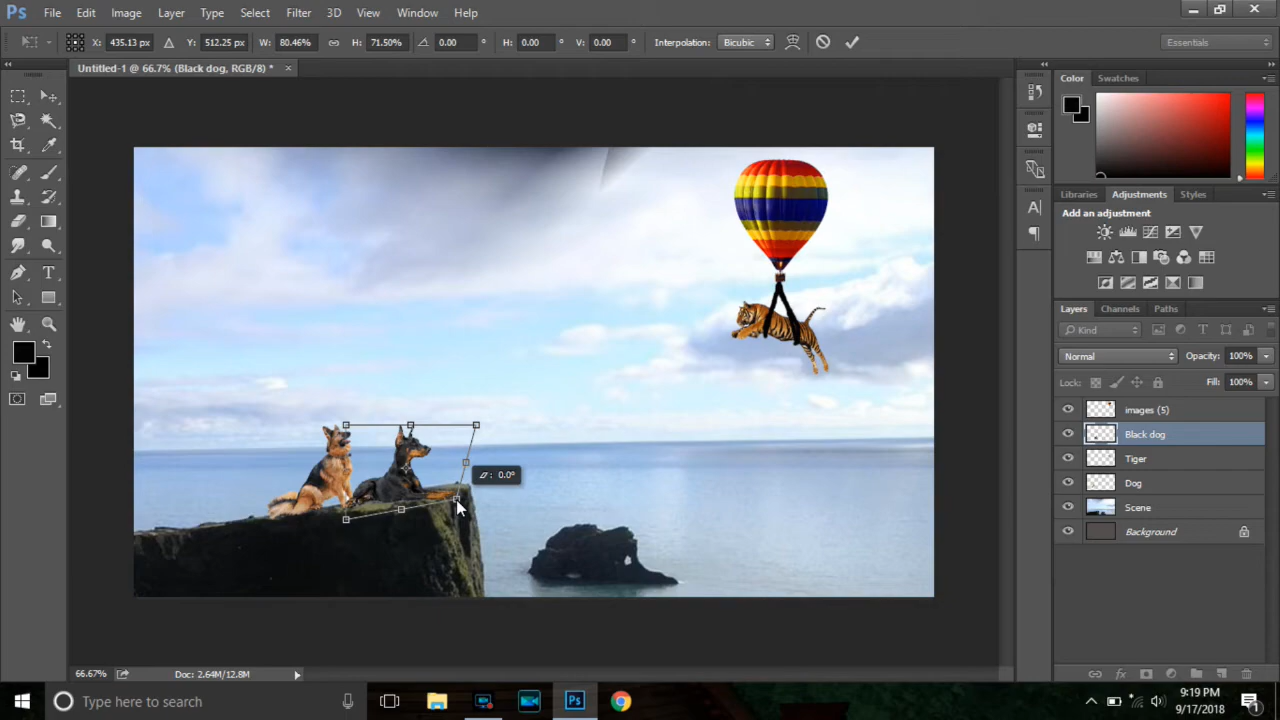 Ps File Edit Image Layer Type Select Filter 3D View Window Help
X: 435.13 px Y: 512.25 px W: 80.46% H: 71.50% 0.00 ° H: 0.00 ° V: 0.00 ° Interpolation: Bicubic Essentials
Untitled-1 @ 66.7% (Black dog, RGB/8) * ×
Color Swatches
Libraries Adjustments Styles
Add an adjustment
Layers Channels Paths
Kind
Normal Opacity: 100%
Lock: Fill: 100%
images (5)
Black dog
Tiger
Dog
Scene
Background
0.0°
66.67% Doc: 2.64M/12.8M
Type here to search
Ps
9:19 PM
9/17/2018
1